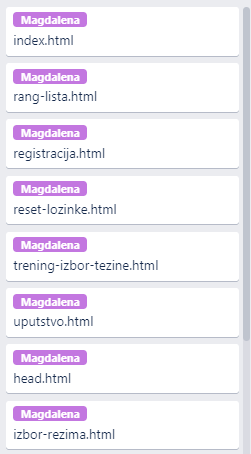 Magdalena
index.html
Magdalena
rang-lista.html
Magdalena
registracija.html
Magdalena
reset-lozinke.html
Magdalena
trening-izbor-tezine.html
Magdalena
uputstvo.html
Magdalena
head.html
Magdalena
izbor-rezima.html